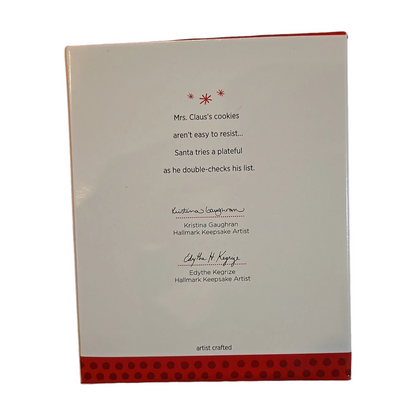 Mrs. Claus's cookies
aren't easy to resist...
Santa tries a plateful
as he double-checks his list.
Kristina Gaughran
Kristina Gaughran
Hallmark Keepsake Artist
Edythe H. Kegrize
Edythe Kegrize
Hallmark Keepsake Artist
artist crafted